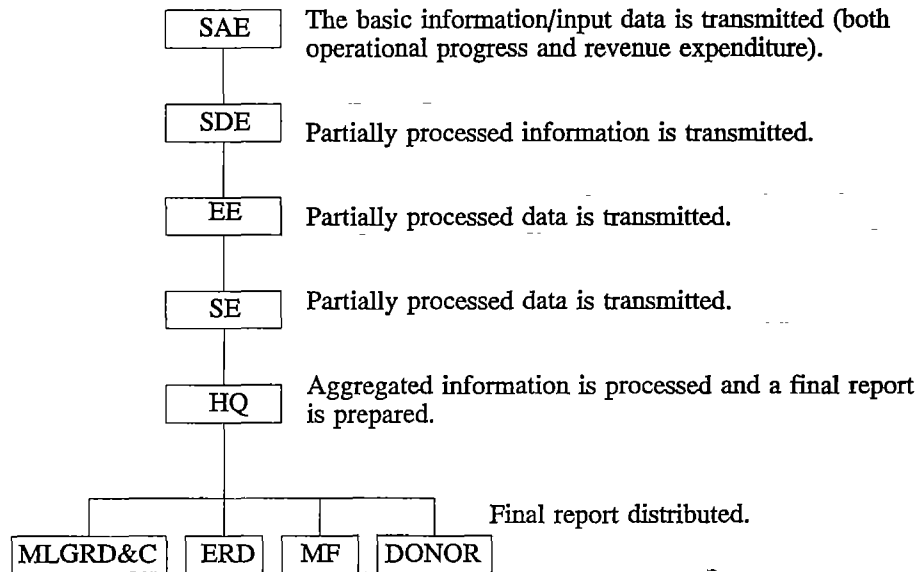 SAE
The basic information/input data is transmitted (both
operational progress and revenue expenditure).
SDE
Partially processed information is transmitted.
EE
Partially processed data is transmitted.
SE
Partially processed data is transmitted.
HQ
Aggregated information is processed and a final report
is prepared.
Final report distributed.
MLGRD&C ERD MF DONOR